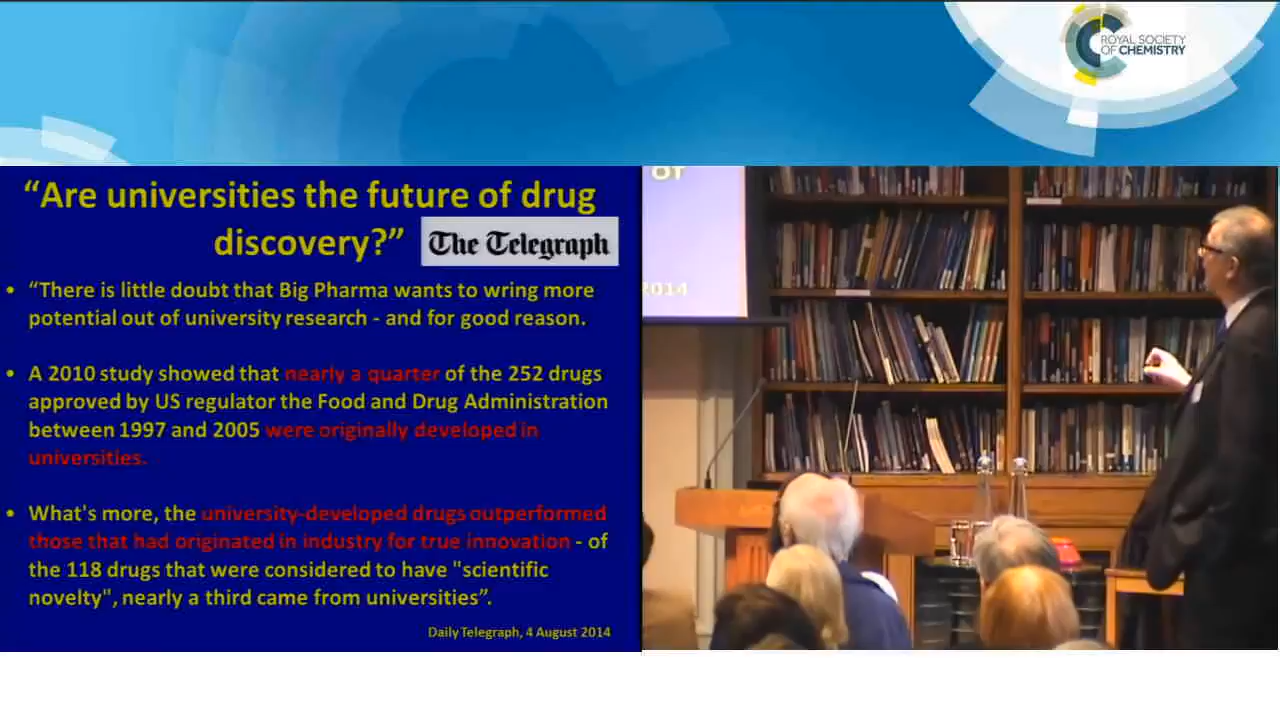 ROYAL SOCIETY
OF CHEMISTRY
“Are universities the future of drug
discovery?”
The Telegraph
• “There is little doubt that Big Pharma wants to wring more
potential out of university research - and for good reason.
• A 2010 study showed that nearly a quarter of the 252 drugs
approved by US regulator the Food and Drug Administration
between 1997 and 2005 were originally developed in
universities.
• What's more, the university-developed drugs outperformed
those that had originated in industry for true innovation - of
the 118 drugs that were considered to have "scientific
novelty", nearly a third came from universities”.
Daily Telegraph, 4 August 2014
of
2014